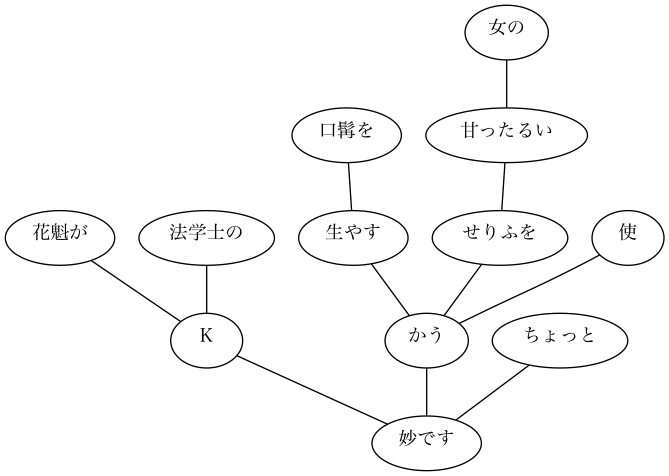 女の
口髯を 甘ったるい
花魁が 法学士の 生やす せりふを 使
K かう ちょっと
妙です